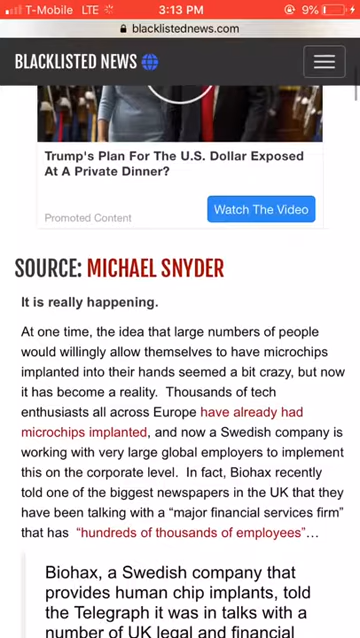 T-Mobile LTE 3:13 PM 9%
blacklistednews.com
BLACKLISTED NEWS
Trump's Plan For The U.S. Dollar Exposed
At A Private Dinner?
Watch The Video
Promoted Content
SOURCE: MICHAEL SNYDER
It is really happening.
At one time, the idea that large numbers of people
would willingly allow themselves to have microchips
implanted into their hands seemed a bit crazy, but now
it has become a reality. Thousands of tech
enthusiasts all across Europe have already had
microchips implanted, and now a Swedish company is
working with very large global employers to implement
this on the corporate level. In fact, Biohax recently
told one of the biggest newspapers in the UK that they
have been talking with a “major financial services firm”
that has “hundreds of thousands of employees”…
Biohax, a Swedish company that
provides human chip implants, told
the Telegraph it was in talks with a
number of UK legal and financial